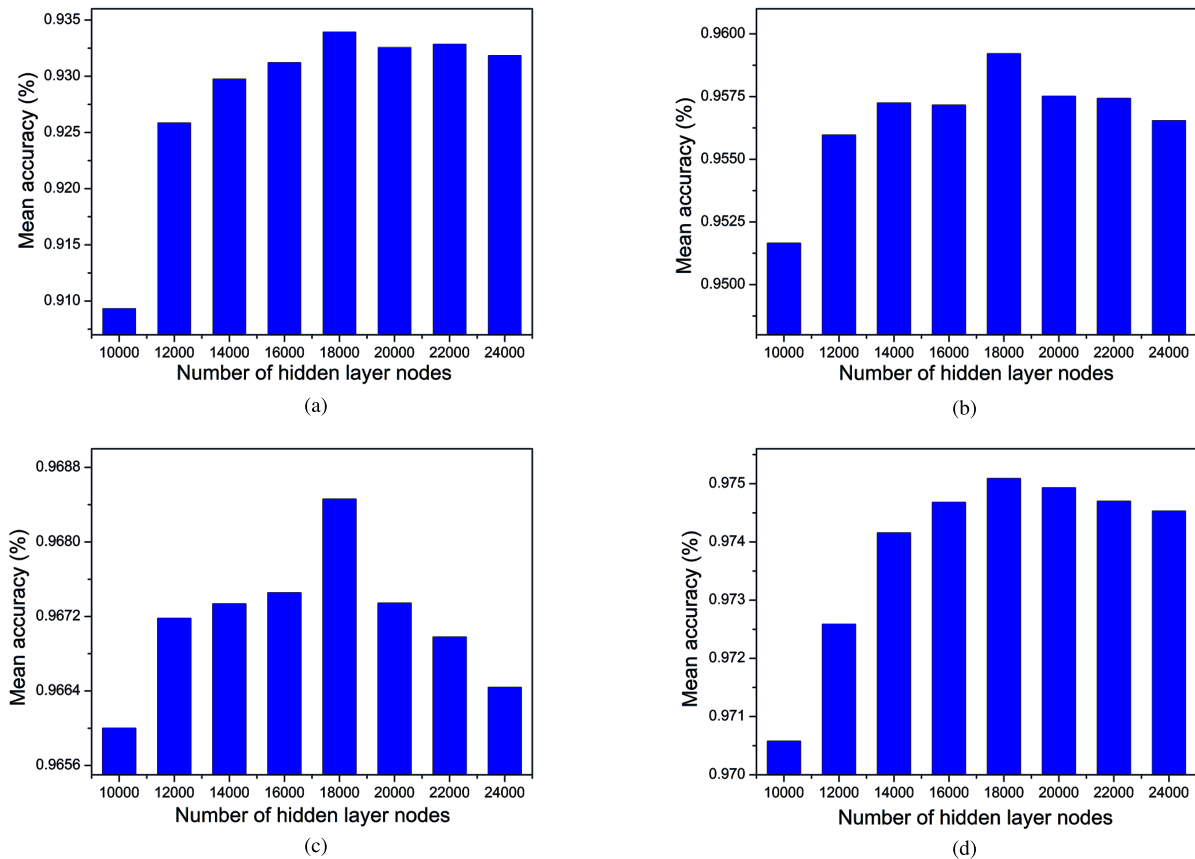 0.935
0.930
0.925
0.920
0.915
0.910
Mean accuracy (%)
10000 12000 14000 16000 18000 20000 22000 24000
Number of hidden layer nodes
(a)
0.9600
0.9575
0.9550
0.9525
0.9500
Mean accuracy (%)
10000 12000 14000 16000 18000 20000 22000 24000
Number of hidden layer nodes
(b)
0.9688
0.9680
0.9672
0.9664
0.9656
Mean accuracy (%)
10000 12000 14000 16000 18000 20000 22000 24000
Number of hidden layer nodes
(c)
0.975
0.974
0.973
0.972
0.971
0.970
Mean accuracy (%)
10000 12000 14000 16000 18000 20000 22000 24000
Number of hidden layer nodes
(d)